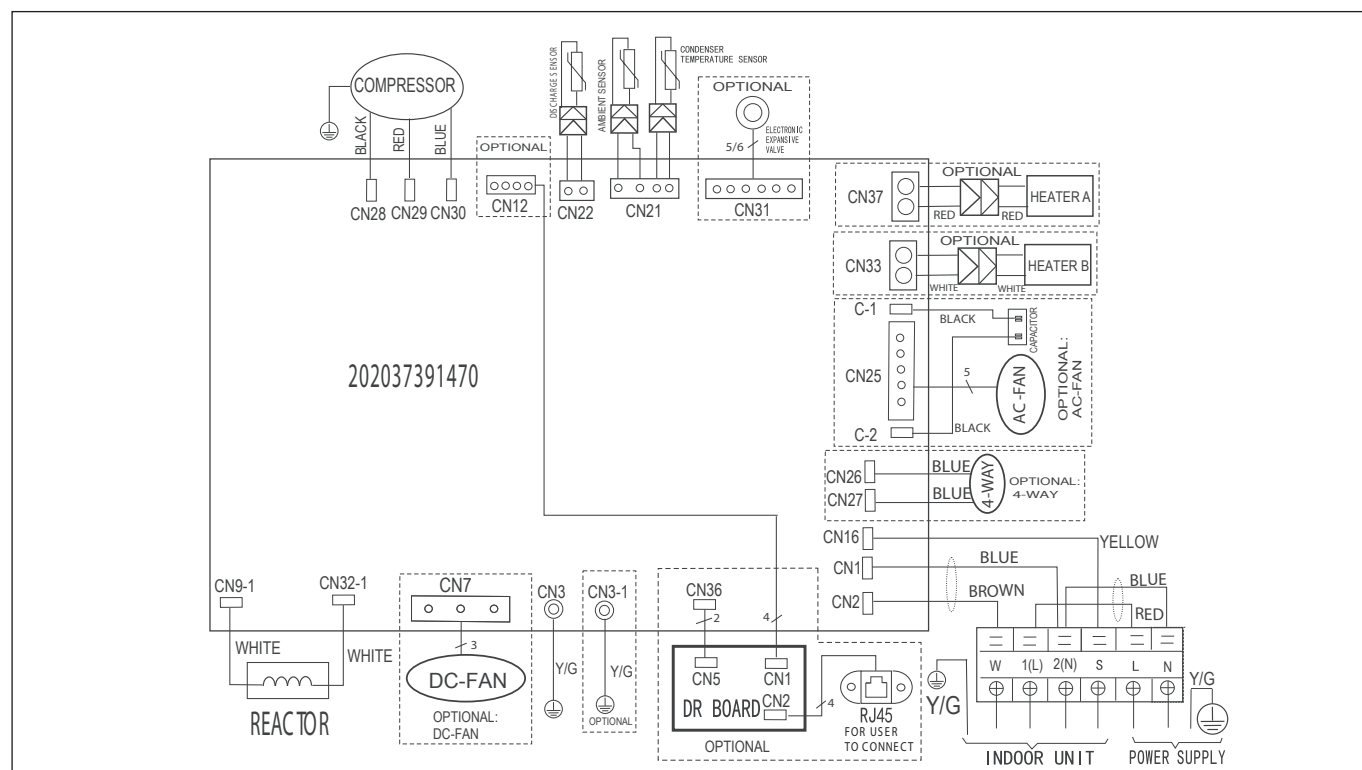 COMPRESSOR
BLACK
RED
BLUE
CN28
CN29
CN30
OPTIONAL
CN12
DISCHARGE SENSOR
CN22
AMBIENT SENSOR
CONDENSER
TEMPERATURE SENSOR
CN21
OPTIONAL
ELECTRONIC
EXPANSIVE
VALVE
5/6
CN31
OPTIONAL
CN37
RED
RED
HEATER A
OPTIONAL
CN33
WHITE
WHITE
HEATER B
C-1
BLACK
CAPACITOR
CN25
5
AC-FAN
OPTIONAL:
AC-FAN
C-2
BLACK
CN26
BLUE
CN27
BLUE
4-WAY
OPTIONAL:
4-WAY
202037391470
CN16
YELLOW
CN1
BLUE
BLUE
CN2
BROWN
RED
W
1(L)
2(N)
S
L
N
Y/G
Y/G
INDOOR UNIT
POWER SUPPLY
CN9-1
CN32-1
WHITE
WHITE
REACTOR
CN7
3
DC-FAN
OPTIONAL:
DC-FAN
CN3
Y/G
CN3-1
Y/G
OPTIONAL
CN36
2
4
CN5
CN1
CN2
DR BOARD
4
OPTIONAL
RJ45
FOR USER
TO CONNECT